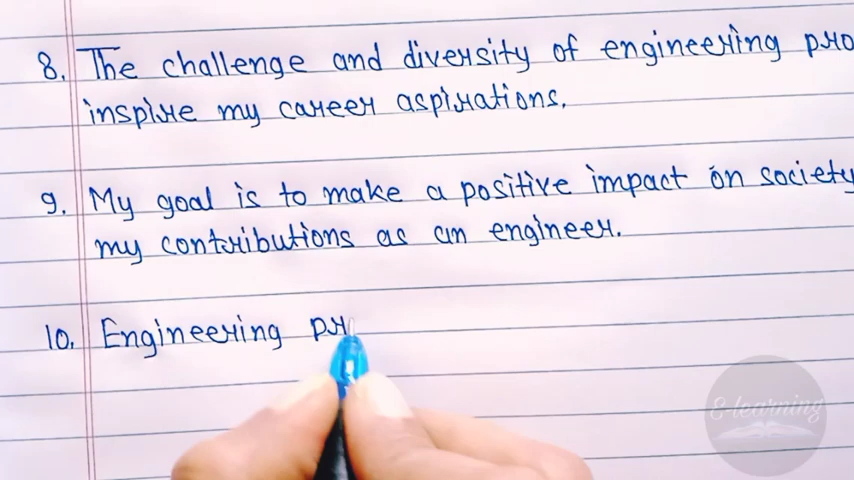 8. The challenge and diversity of engineering pro
inspire my career aspirations.
9. My goal is to make a positive impact on society
my contributions as an engineer.
10. Engineering pr
E-learning